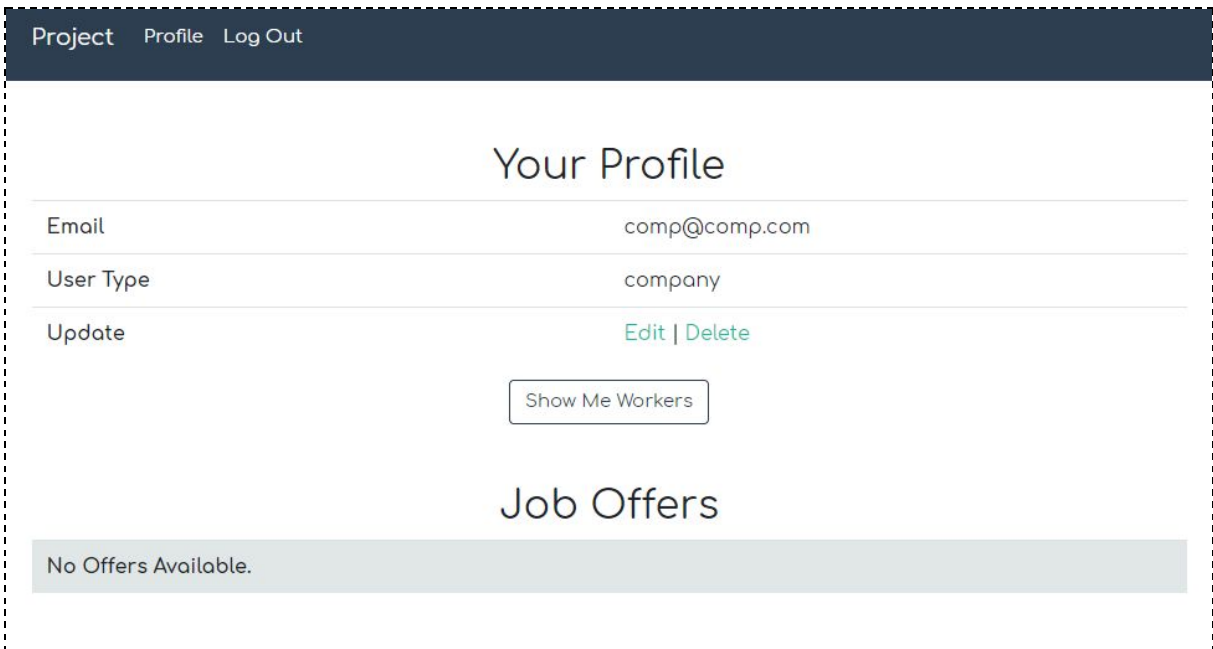 Project Profile Log Out
Your Profile
Email comp@comp.com
User Type company
Update Edit | Delete
Show Me Workers
Job Offers
No Offers Available.